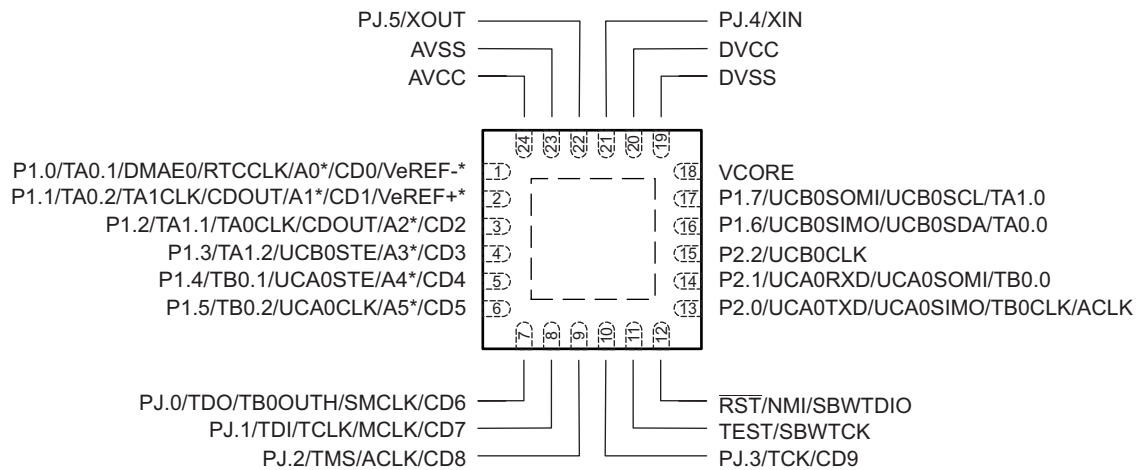 PJ.5/XOUT
PJ.4/XIN
AVSS
DVCC
AVCC
DVSS
24
23
22
21
20
19
P1.0/TA0.1/DMAE0/RTCCLK/A0*/CD0/VeREF-*
1
18
VCORE
P1.1/TA0.2/TA1CLK/CDOUT/A1*/CD1/VeREF+*
2
17
P1.7/UCB0SOMI/UCB0SCL/TA1.0
P1.2/TA1.1/TA0CLK/CDOUT/A2*/CD2
3
16
P1.6/UCB0SIMO/UCB0SDA/TA0.0
P1.3/TA1.2/UCB0STE/A3*/CD3
4
15
P2.2/UCB0CLK
P1.4/TB0.1/UCA0STE/A4*/CD4
5
14
P2.1/UCA0RXD/UCA0SOMI/TB0.0
P1.5/TB0.2/UCA0CLK/A5*/CD5
6
13
P2.0/UCA0TXD/UCA0SIMO/TB0CLK/ACLK
7
8
9
10
11
12
PJ.0/TDO/TB0OUTH/SMCLK/CD6
RST/NMI/SBWTDIO
PJ.1/TDI/TCLK/MCLK/CD7
TEST/SBWTCK
PJ.2/TMS/ACLK/CD8
PJ.3/TCK/CD9